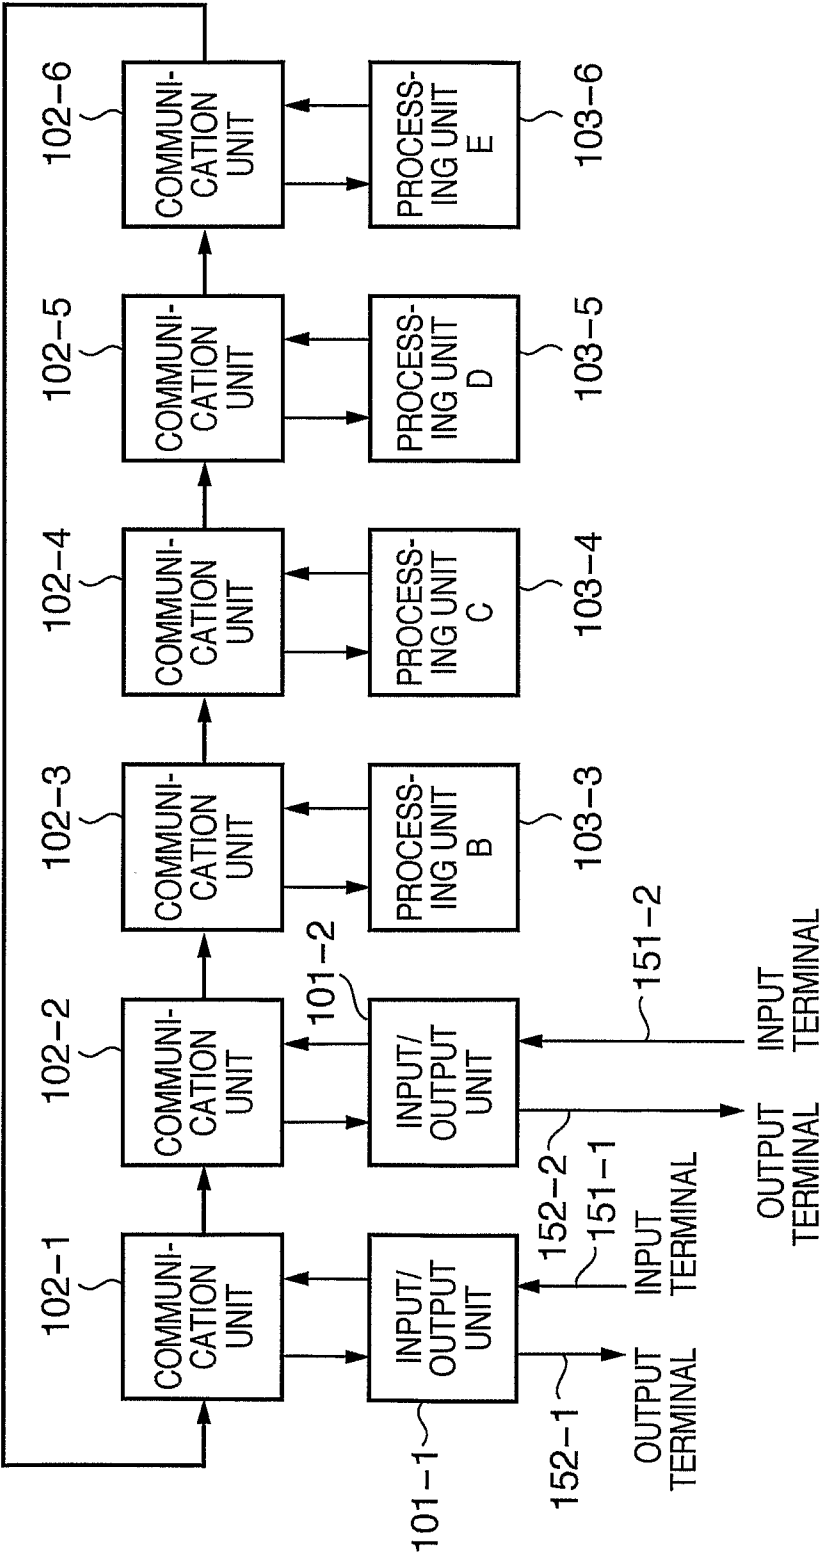 102-1
102-2
102-3
102-4
102-5
102-6
COMMUNI-
CATION
UNIT
COMMUNI-
CATION
UNIT
COMMUNI-
CATION
UNIT
COMMUNI-
CATION
UNIT
COMMUNI-
CATION
UNIT
COMMUNI-
CATION
UNIT
101-2
INPUT/
OUTPUT
UNIT
INPUT/
OUTPUT
UNIT
PROCESS-
ING UNIT
B
PROCESS-
ING UNIT
C
PROCESS-
ING UNIT
D
PROCESS-
ING UNIT
E
101-1
152-1
151-1
152-2
151-2
103-3
103-4
103-5
103-6
OUTPUT
TERMINAL
INPUT
TERMINAL
OUTPUT
TERMINAL
INPUT
TERMINAL